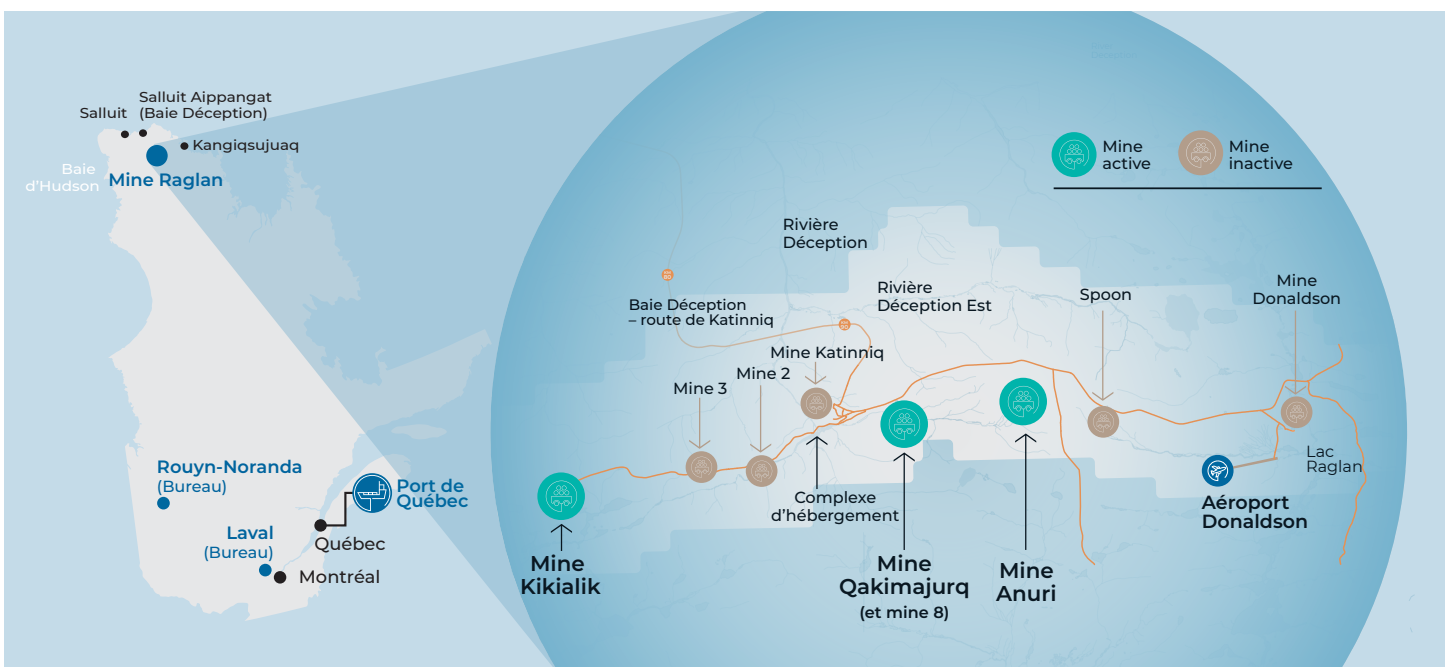 Salluit Aippangat
(Baie Déception)
Salluit
Kangiqsujuaq
Baie
d'Hudson
Mine Raglan
Rouyn-Noranda
(Bureau)
Port de
Québec
Laval
(Bureau)
Québec
Montréal
Mine
active
Mine
inactive
Rivière
Déception
Rivière
Déception Est
Baie Déception
– route de Katinniq
Spoon
Mine
Donaldson
Mine Katinniq
Mine 2
Mine 3
Lac
Raglan
Complexe
d'hébergement
Aéroport
Donaldson
Mine
Kikialik
Mine
Qakimajurq
(et mine 8)
Mine
Anuri